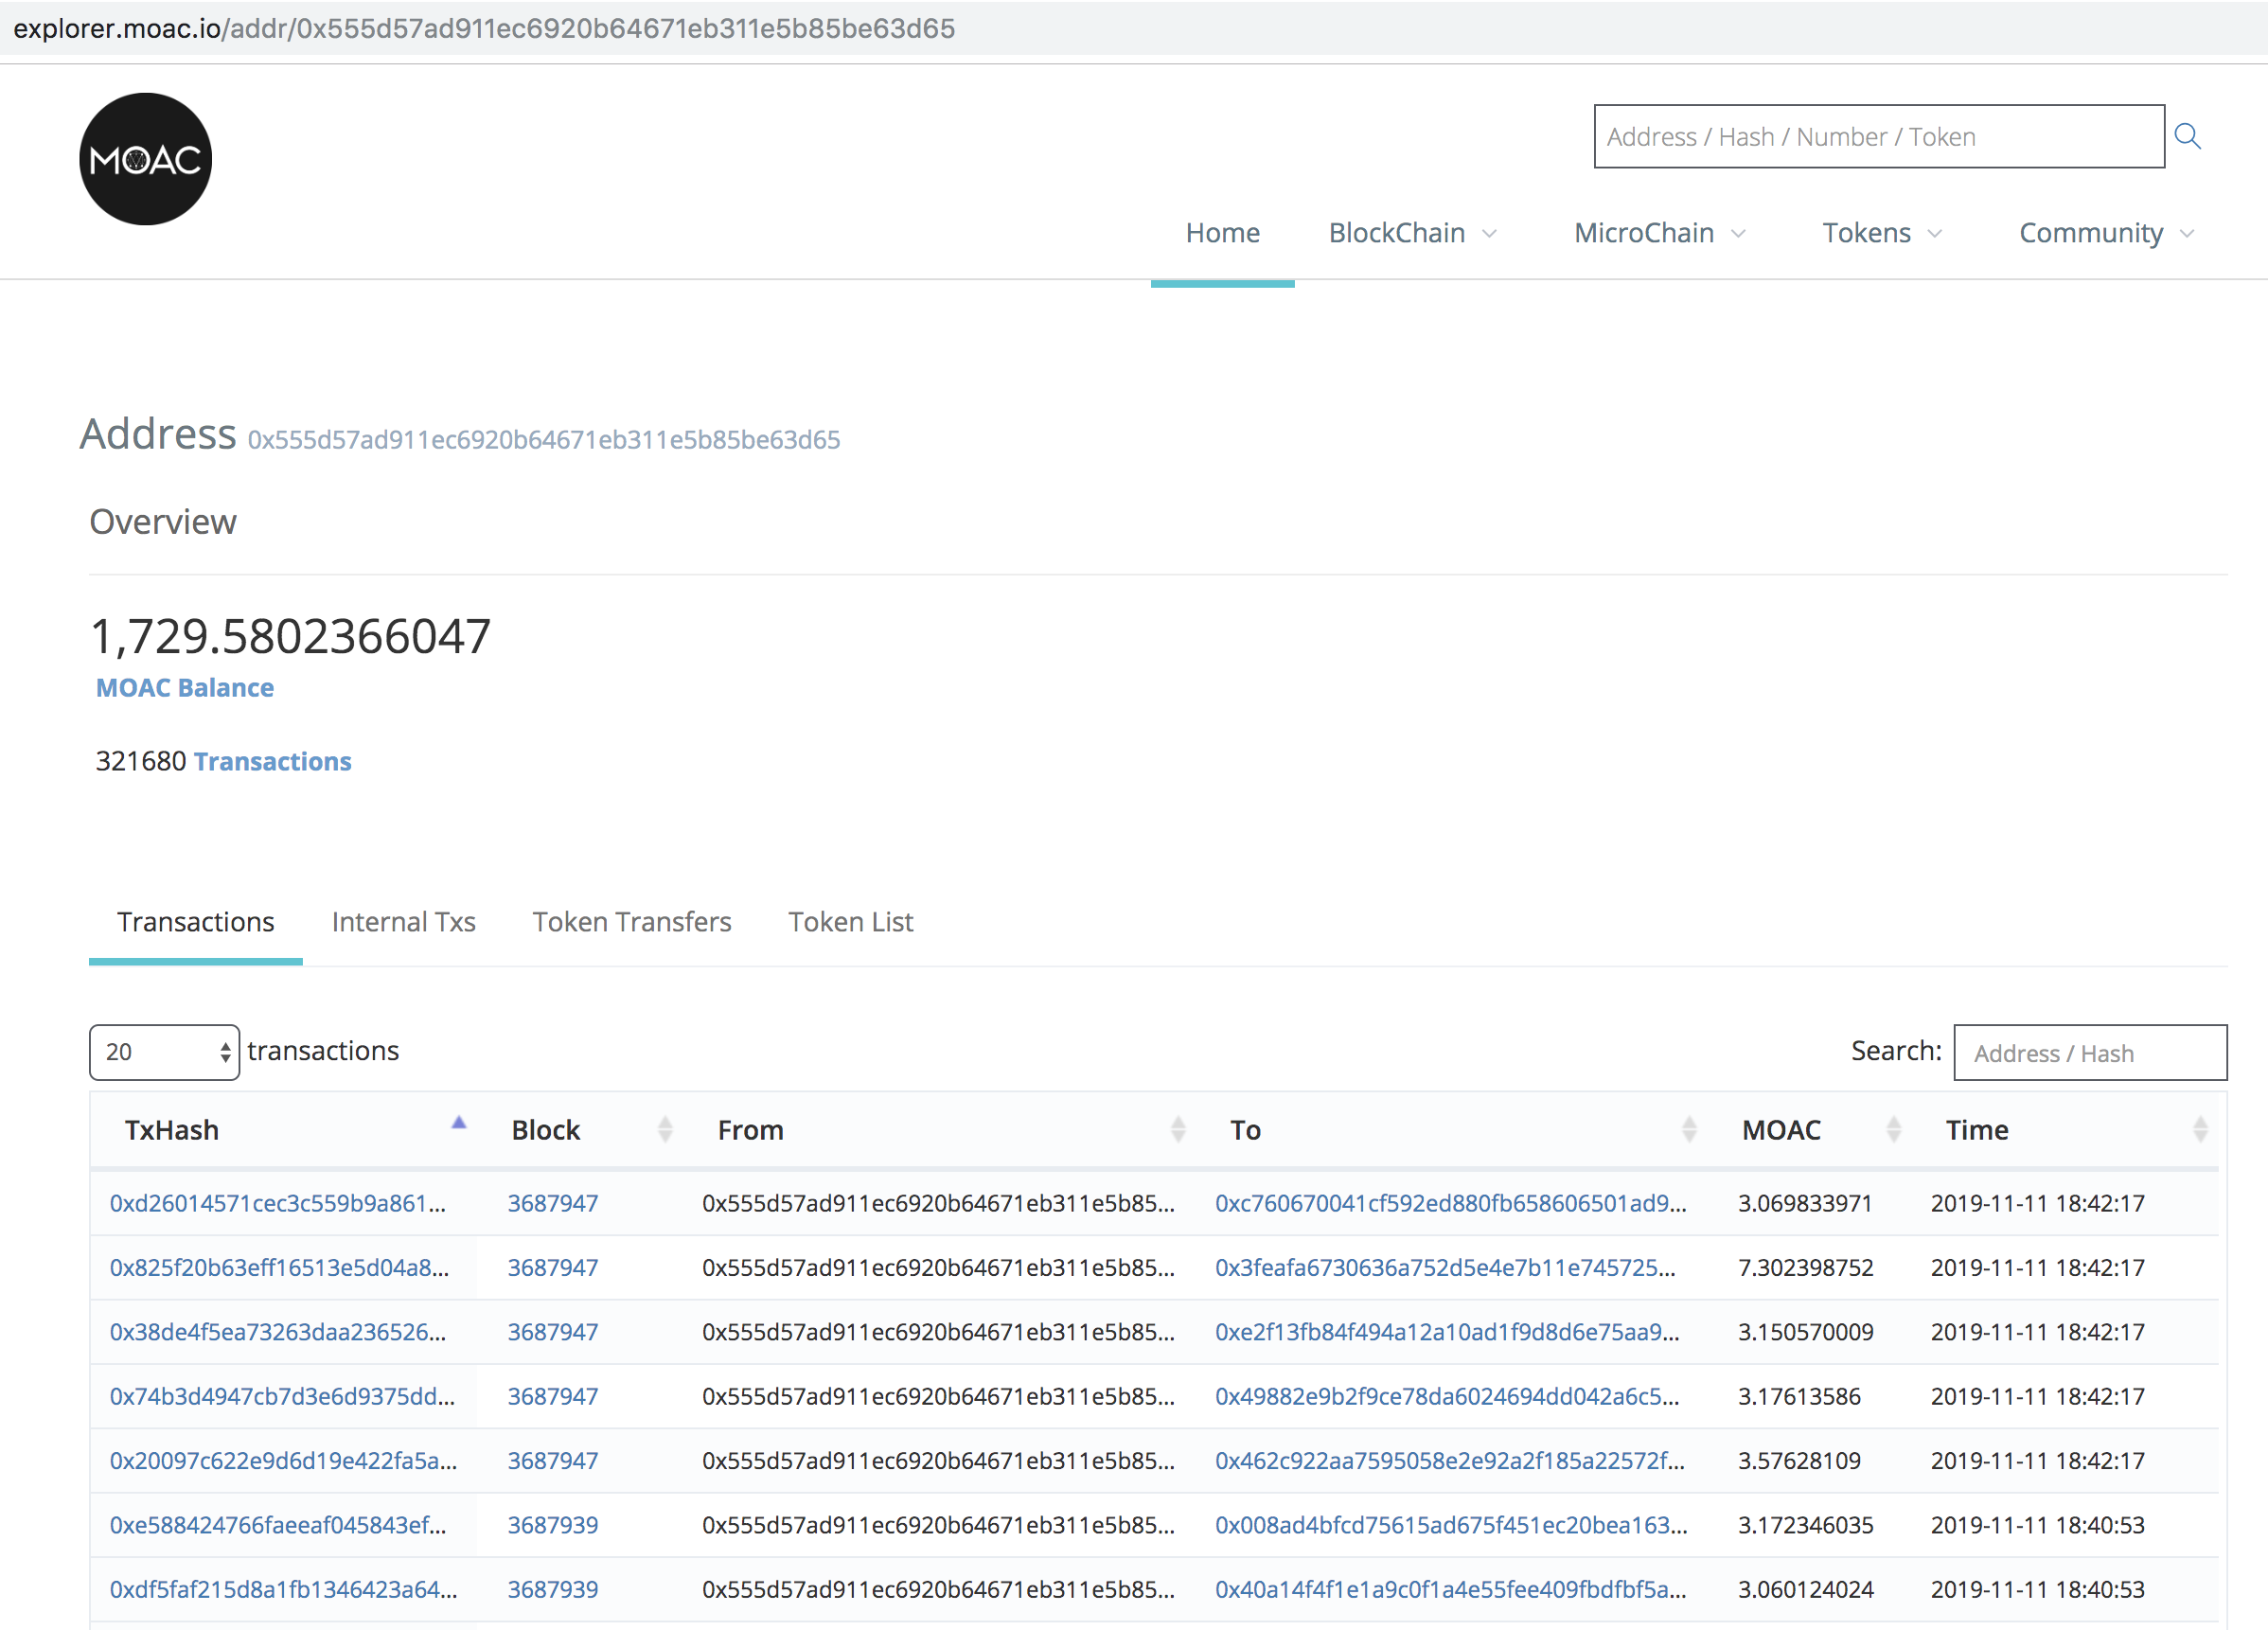 explorer.moac.io/addr/0x555d57ad911ec6920b64671eb311e5b85be63d65
MOAC
Address / Hash / Number / Token
Home BlockChain MicroChain Tokens Community
Address 0x555d57ad911ec6920b64671eb311e5b85be63d65
Overview
1,729.5802366047
MOAC Balance
321680 Transactions
Transactions Internal Txs Token Transfers Token List
20 transactions Search: Address / Hash
TxHash Block From To MOAC Time
0xd26014571cec3c559b9a861... 3687947 0x555d57ad911ec6920b64671eb311e5b85... 0xc760670041cf592ed880fb658606501ad9... 3.069833971 2019-11-11 18:42:17
0x825f20b63eff16513e5d04a8... 3687947 0x555d57ad911ec6920b64671eb311e5b85... 0x3feafa6730636a752d5e4e7b11e745725... 7.302398752 2019-11-11 18:42:17
0x38de4f5ea73263daa236526... 3687947 0x555d57ad911ec6920b64671eb311e5b85... 0xe2f13fb84f494a12a10ad1f9d8d6e75aa9... 3.150570009 2019-11-11 18:42:17
0x74b3d4947cb7d3e6d9375dd... 3687947 0x555d57ad911ec6920b64671eb311e5b85... 0x49882e9b2f9ce78da6024694dd042a6c5... 3.17613586 2019-11-11 18:42:17
0x20097c622e9d6d19e422fa5a... 3687947 0x555d57ad911ec6920b64671eb311e5b85... 0x462c922aa7595058e2e92a2f185a22572f... 3.57628109 2019-11-11 18:42:17
0xe588424766faeeaf045843ef... 3687939 0x555d57ad911ec6920b64671eb311e5b85... 0x008ad4bfcd75615ad675f451ec20bea163... 3.172346035 2019-11-11 18:40:53
0xdf5faf215d8a1fb1346423a64... 3687939 0x555d57ad911ec6920b64671eb311e5b85... 0x40a14f4f1e1a9c0f1a4e55fee409fbdfbf5a... 3.060124024 2019-11-11 18:40:53